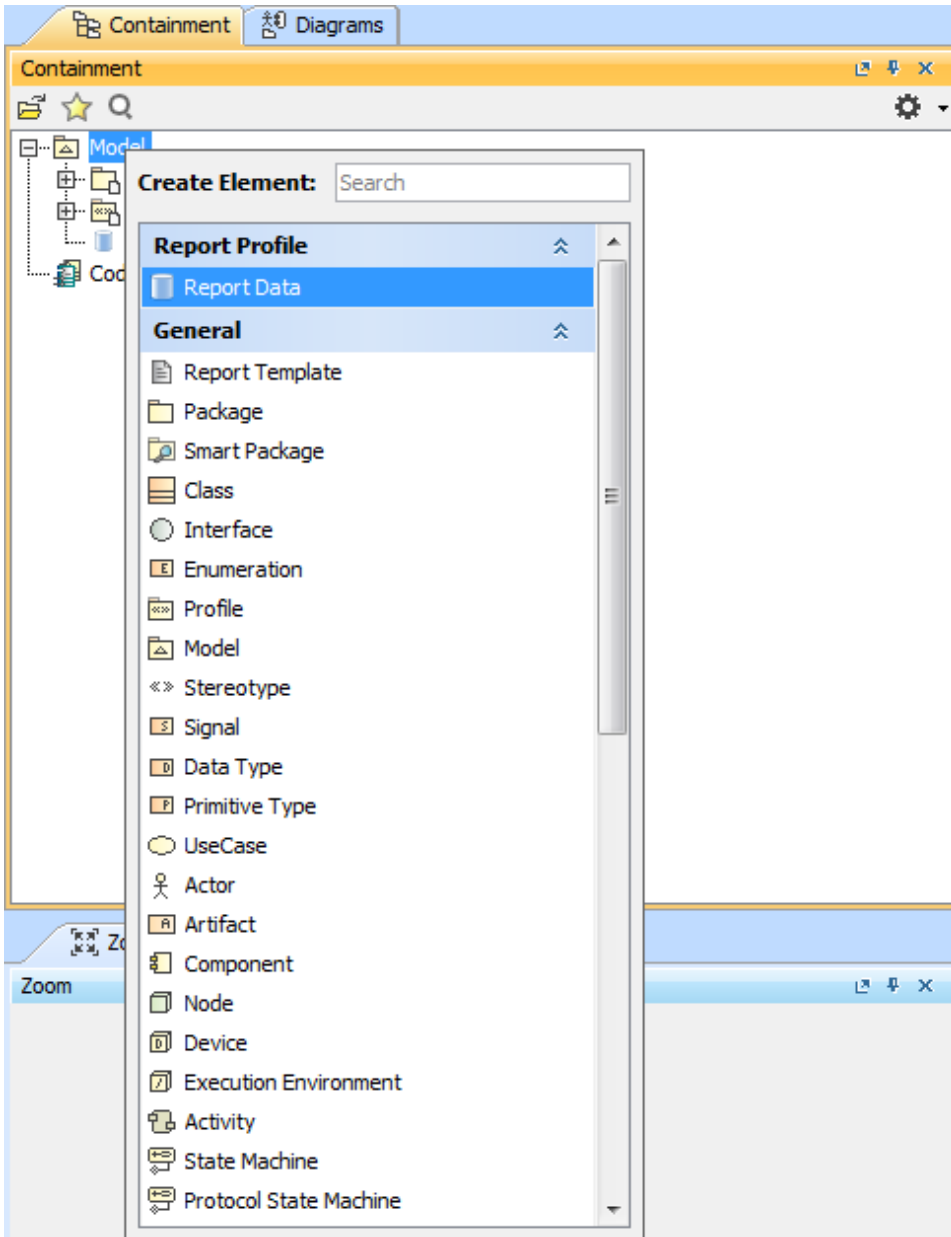 Containment Diagrams
Containment
Model
Create Element: Search
Report Profile
Report Data
Cod
General
Report Template
Package
Smart Package
Class
Interface
E Enumeration
«» Profile
Model
«» Stereotype
S Signal
D Data Type
P Primitive Type
UseCase
Actor
A Artifact
Component
Node
D Device
Execution Environment
Activity
State Machine
Protocol State Machine
Zo
Zoom